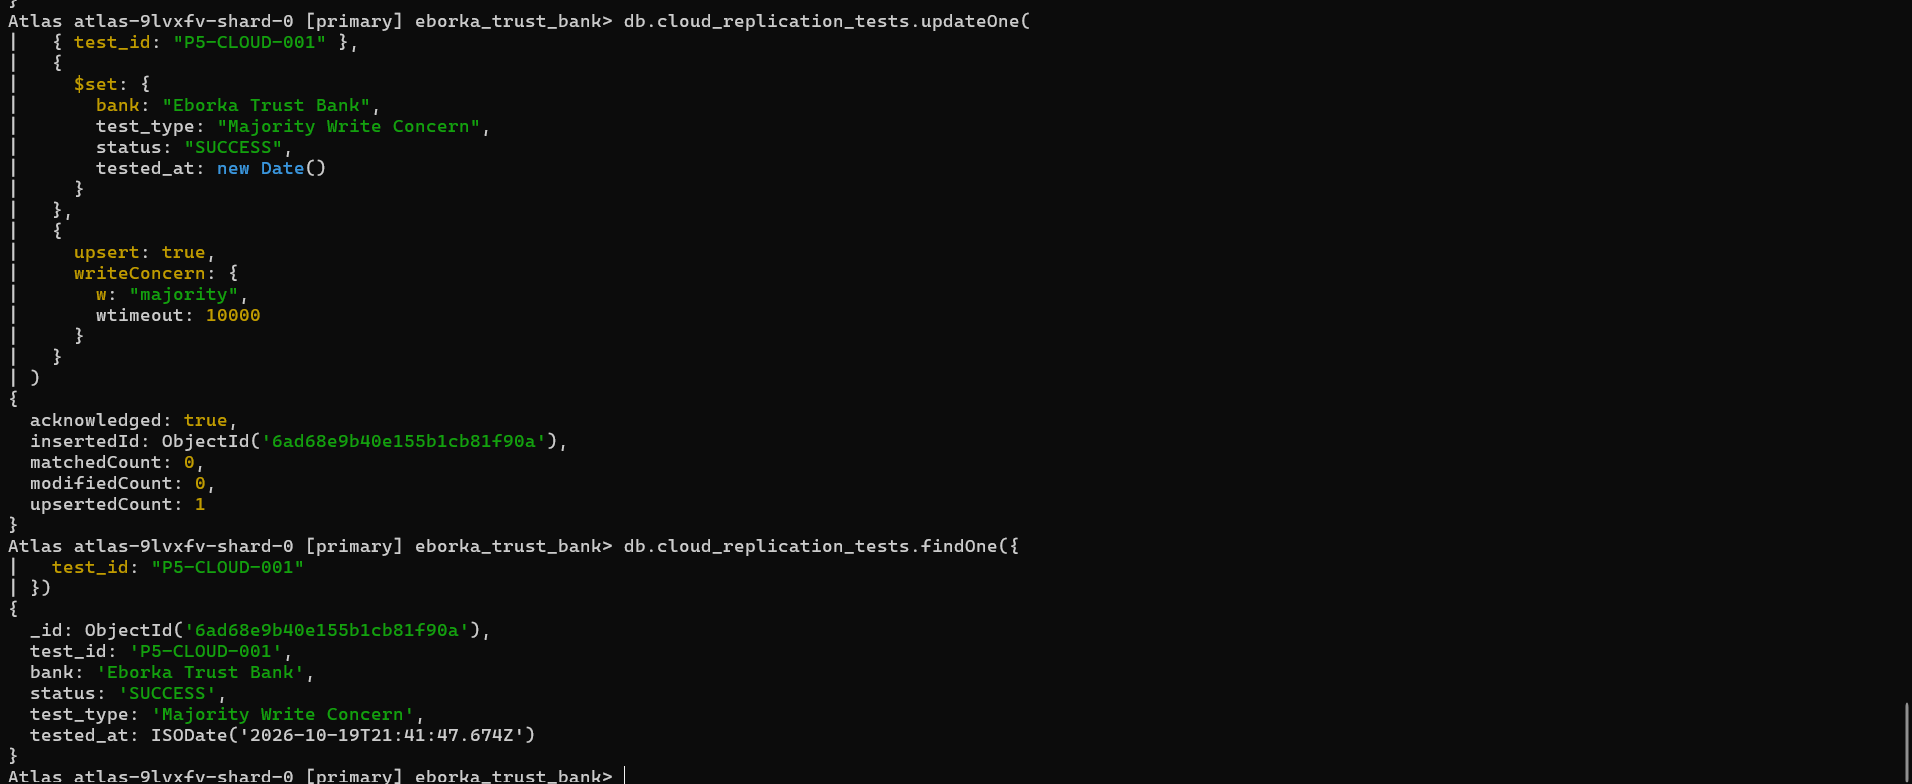 }
Atlas atlas-9lvxfv-shard-0 [primary] eborka_trust_bank> db.cloud_replication_tests.updateOne(
|   { test_id: "P5-CLOUD-001" },
|   {
|     $set: {
|       bank: "Eborka Trust Bank",
|       test_type: "Majority Write Concern",
|       status: "SUCCESS",
|       tested_at: new Date()
|     }
|   },
|   {
|     upsert: true,
|     writeConcern: {
|       w: "majority",
|       wtimeout: 10000
|     }
|   }
| )
{
  acknowledged: true,
  insertedId: ObjectId('6ad68e9b40e155b1cb81f90a'),
  matchedCount: 0,
  modifiedCount: 0,
  upsertedCount: 1
}
Atlas atlas-9lvxfv-shard-0 [primary] eborka_trust_bank> db.cloud_replication_tests.findOne({
|   test_id: "P5-CLOUD-001"
| })
{
  _id: ObjectId('6ad68e9b40e155b1cb81f90a'),
  test_id: 'P5-CLOUD-001',
  bank: 'Eborka Trust Bank',
  status: 'SUCCESS',
  test_type: 'Majority Write Concern',
  tested_at: ISODate('2026-10-19T21:41:47.674Z')
}
Atlas atlas-9lvxfv-shard-0 [primary] eborka_trust_bank>